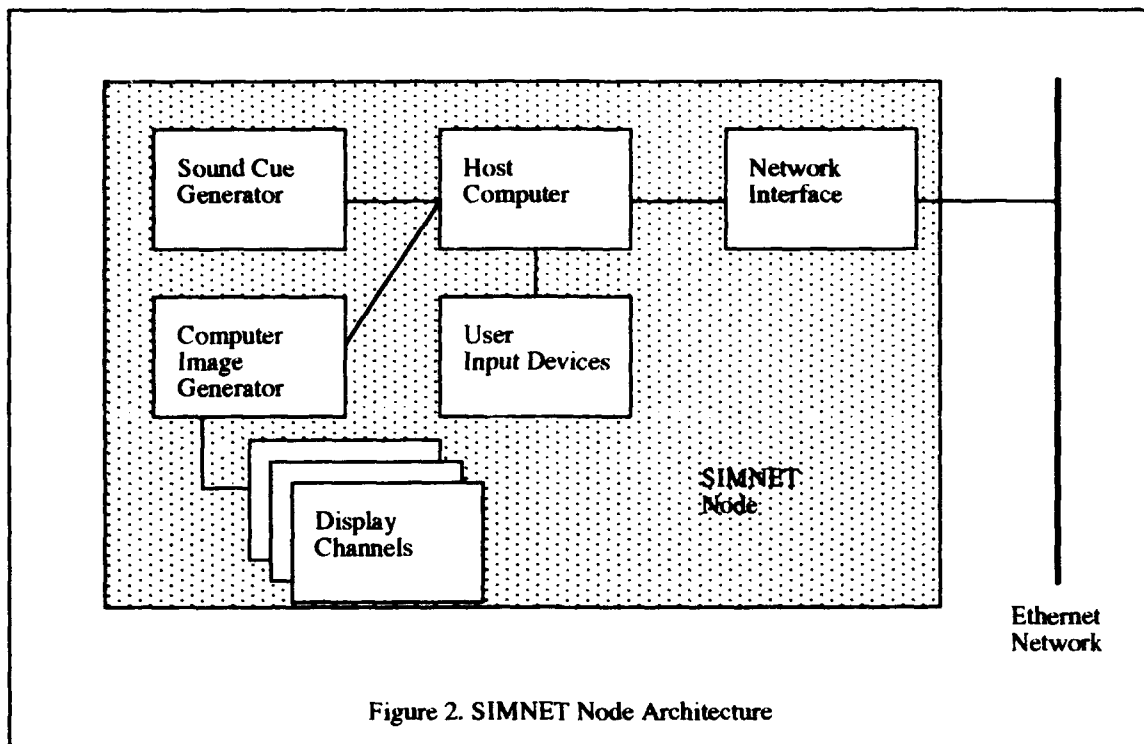 Sound Cue
Generator
Host
Computer
Network
Interface
Computer
Image
Generator
User
Input Devices
SIMNET
Node
Display
Channels
Ethernet
Network
Figure 2. SIMNET Node Architecture